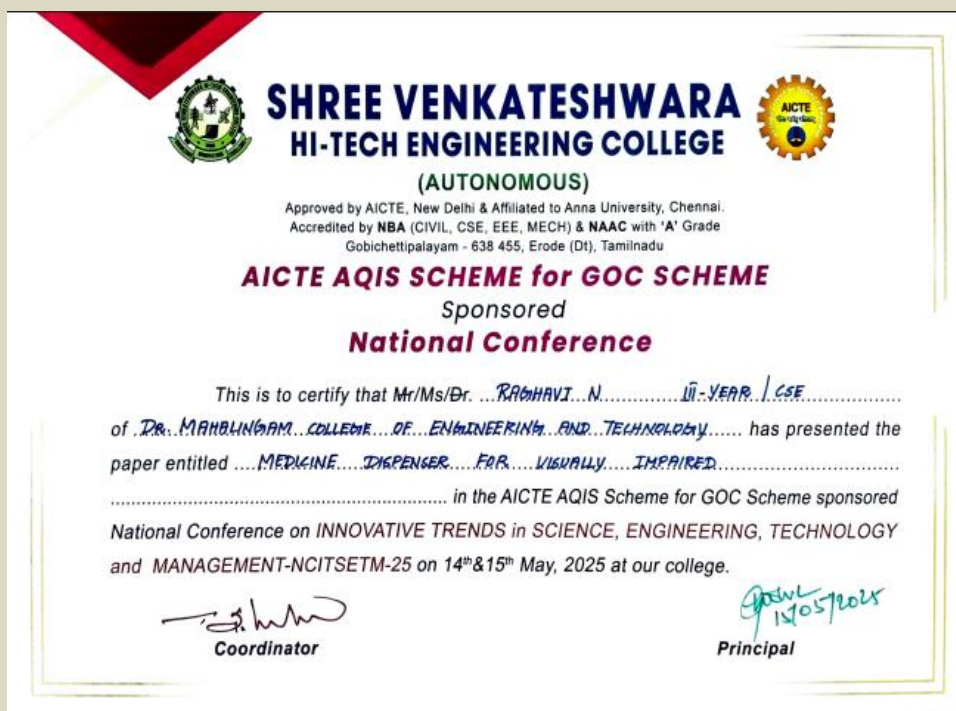 SHREE VENKATESHWARA
HI-TECH ENGINEERING COLLEGE
AICTE
(AUTONOMOUS)
Approved by AICTE, New Delhi & Affiliated to Anna University, Chennai.
Accredited by NBA (CIVIL, CSE, EEE, MECH) & NAAC with 'A' Grade
Gobichettipalayam - 638 455, Erode (Dt), Tamilnadu
AICTE AQIS SCHEME for GOC SCHEME
Sponsored
National Conference
This is to certify that Mr/Ms/Dr. ...RAGHAVI N............III-YEAR / CSE..................
of .DR. MAHALINGAM COLLEGE OF ENGINEERING AND TECHNOLOGY...... has presented the
paper entitled ....MEDICINE....DISPENSER....FOR....VISUALLY....IMPAIRED..................................
.................................................................. in the AICTE AQIS Scheme for GOC Scheme sponsored
National Conference on INNOVATIVE TRENDS in SCIENCE, ENGINEERING, TECHNOLOGY
and MANAGEMENT-NCITSETM-25 on 14th&15th May, 2025 at our college.
15/05/2025
Coordinator
Principal